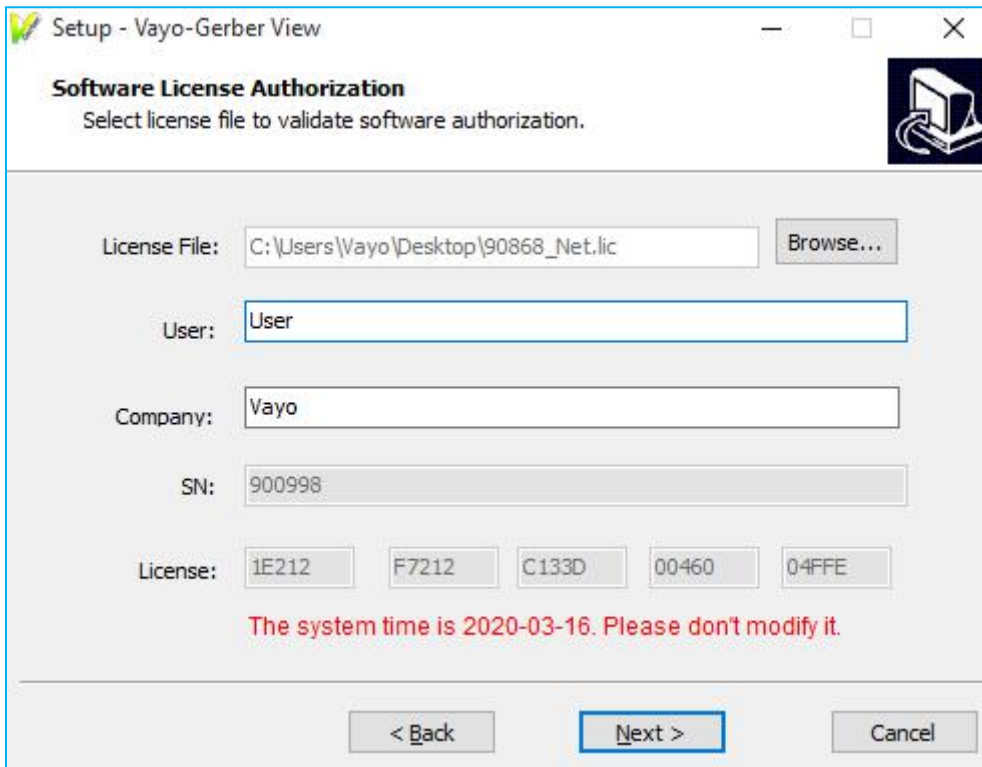 Setup - Vayo-Gerber View
Software License Authorization
Select license file to validate software authorization.
License File: C:\Users\Vayo\Desktop\90868_Net.lic Browse...
User: User
Company: Vayo
SN: 900998
License: 1E212 F7212 C133D 00460 04FFE
The system time is 2020-03-16. Please don't modify it.
< Back Next > Cancel